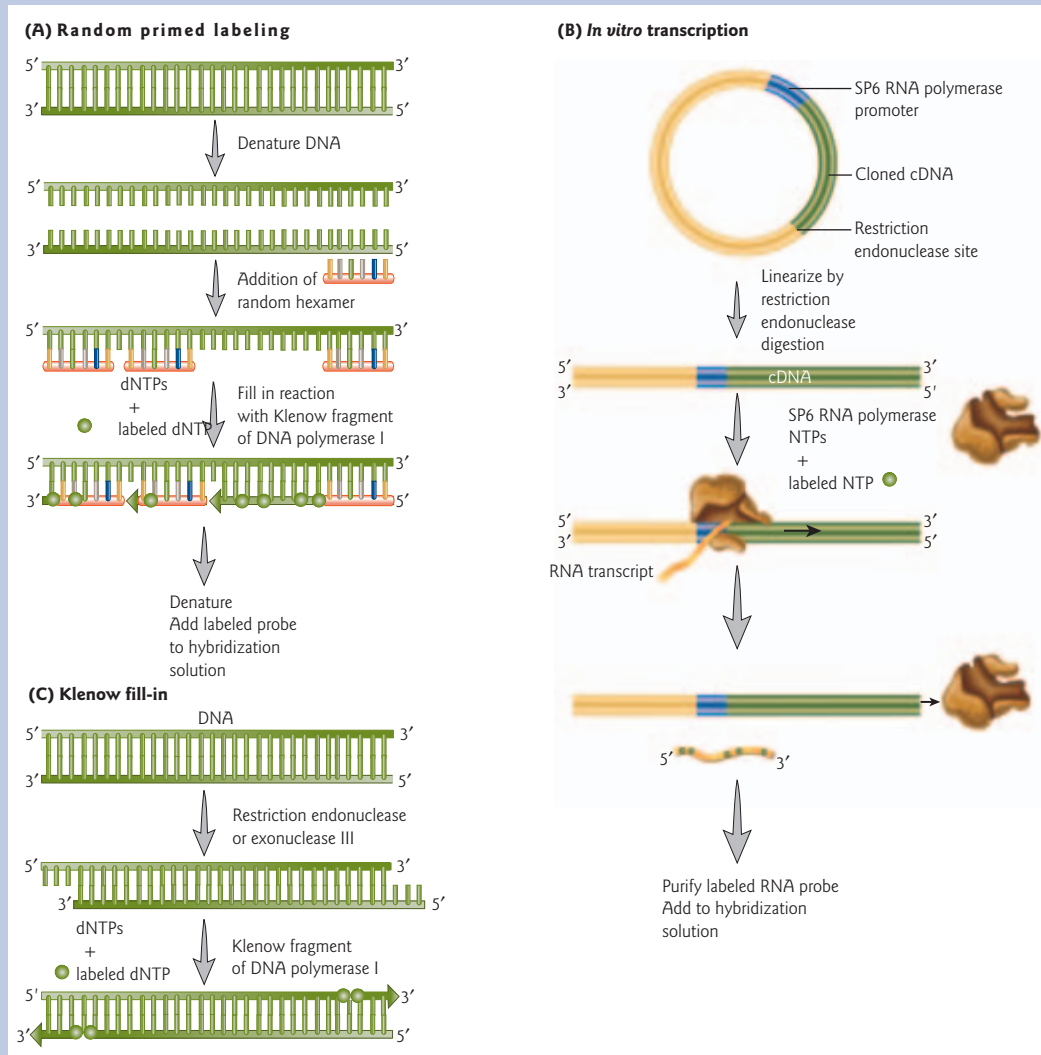 (A) Random primed labeling
5′ 3′
3′ 5′
Denature DNA
5′ 3′
3′ 5′
Addition of
random hexamer
5′ 3′
dNTPs
+
labeled dNTP
Fill in reaction
with Klenow fragment
of DNA polymerase I
5′
3′ 5′
Denature
Add labeled probe
to hybridization
solution
(C) Klenow fill-in
DNA
5′ 3′
3′ 5′
Restriction endonuclease
or exonuclease III
5′ 3′
3′ 5′
dNTPs
+
labeled dNTP
Klenow fragment
of DNA polymerase I
5′ 3′
3′ 5′
(B) In vitro transcription
SP6 RNA polymerase
promoter
Cloned cDNA
Restriction
endonuclease site
Linearize by
restriction
endonuclease
digestion
5′ 3′
cDNA
3′ 5′
SP6 RNA polymerase
NTPs
+
labeled NTP
5′ 3′
3′ 5′
RNA transcript
5′ 3′
Purify labeled RNA probe
Add to hybridization
solution